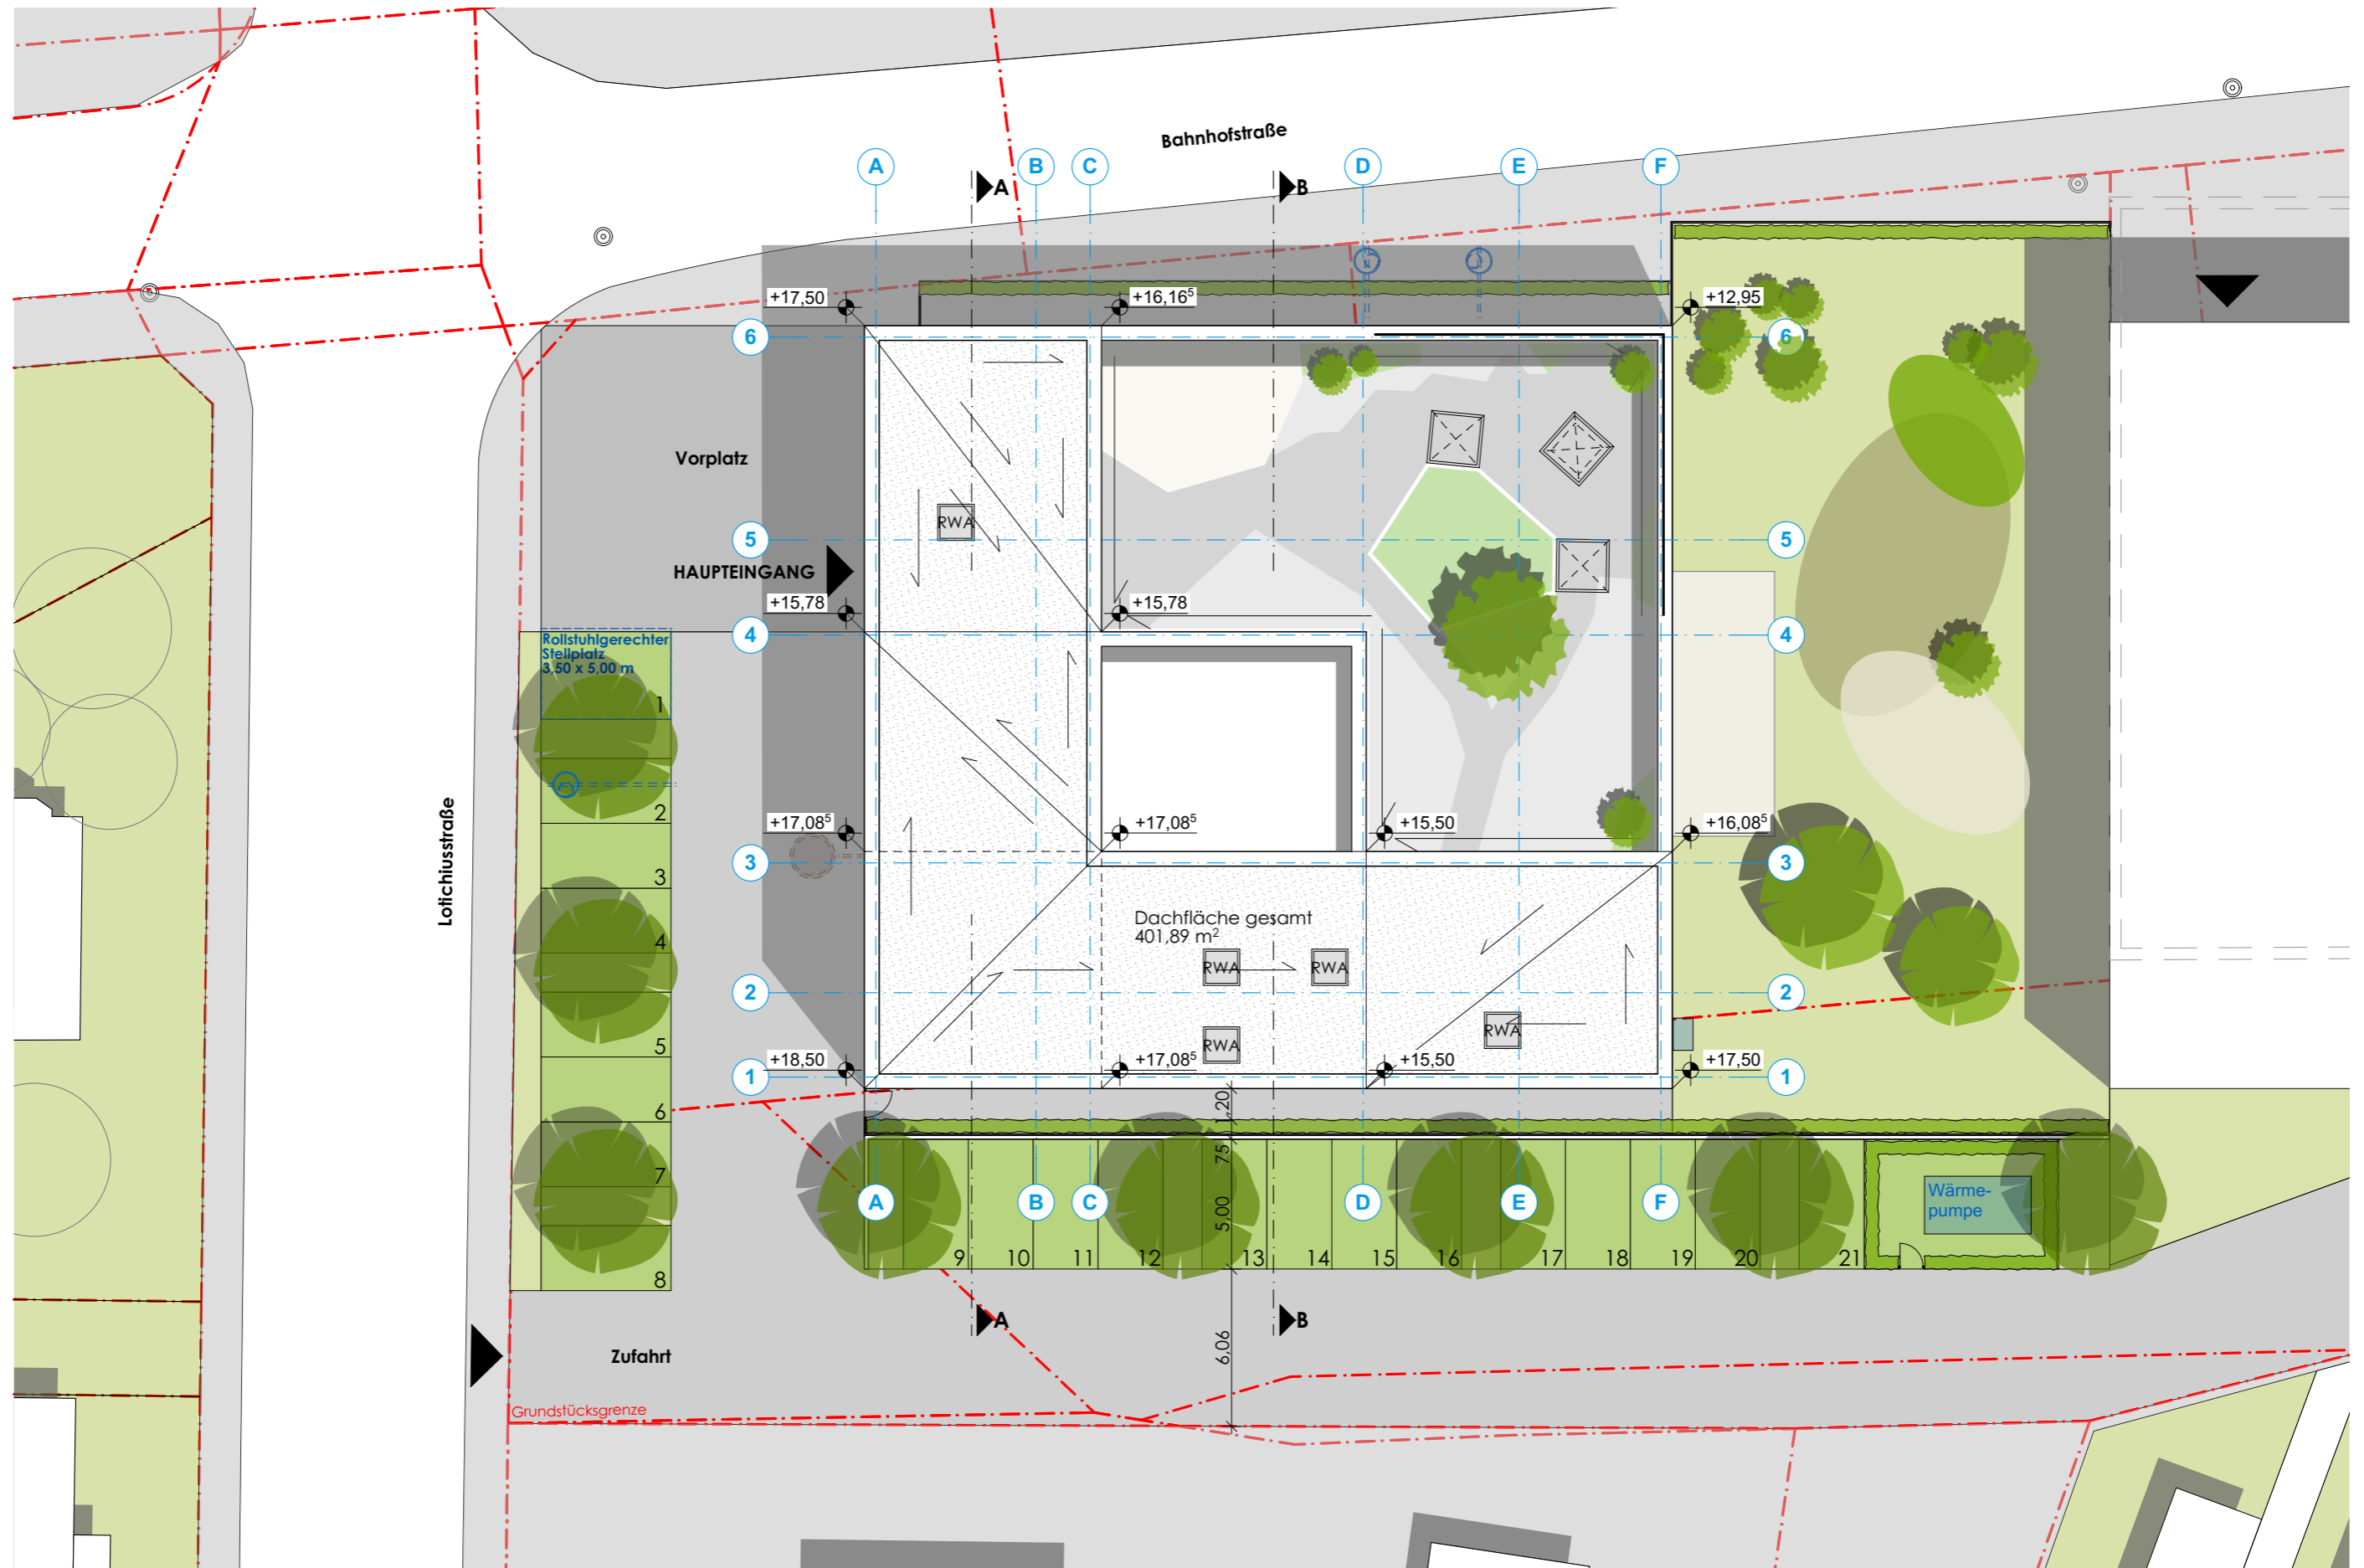 Bahnhofstraße
A
B
C
D
E
F
A
B
+17,50
+16,16⁵
+12,95
6
6
Vorplatz
RWA
5
5
HAUPTEINGANG
+15,78
+15,78
4
4
Rollstuhlgerechter
Stellplatz
3,50 x 5,00 m
1
2
3
4
5
6
7
8
Lotichiusstraße
+17,08⁵
+17,08⁵
+15,50
+16,08⁵
3
3
Dachfläche gesamt
401,89 m²
RWA
RWA
2
2
RWA
RWA
+18,50
+17,08⁵
+15,50
+17,50
1
1
1,20
75
5,00
6,06
A
B
C
D
E
F
Wärme-
pumpe
9
10
11
12
13
14
15
16
17
18
19
20
21
A
B
Zufahrt
Grundstücksgrenze